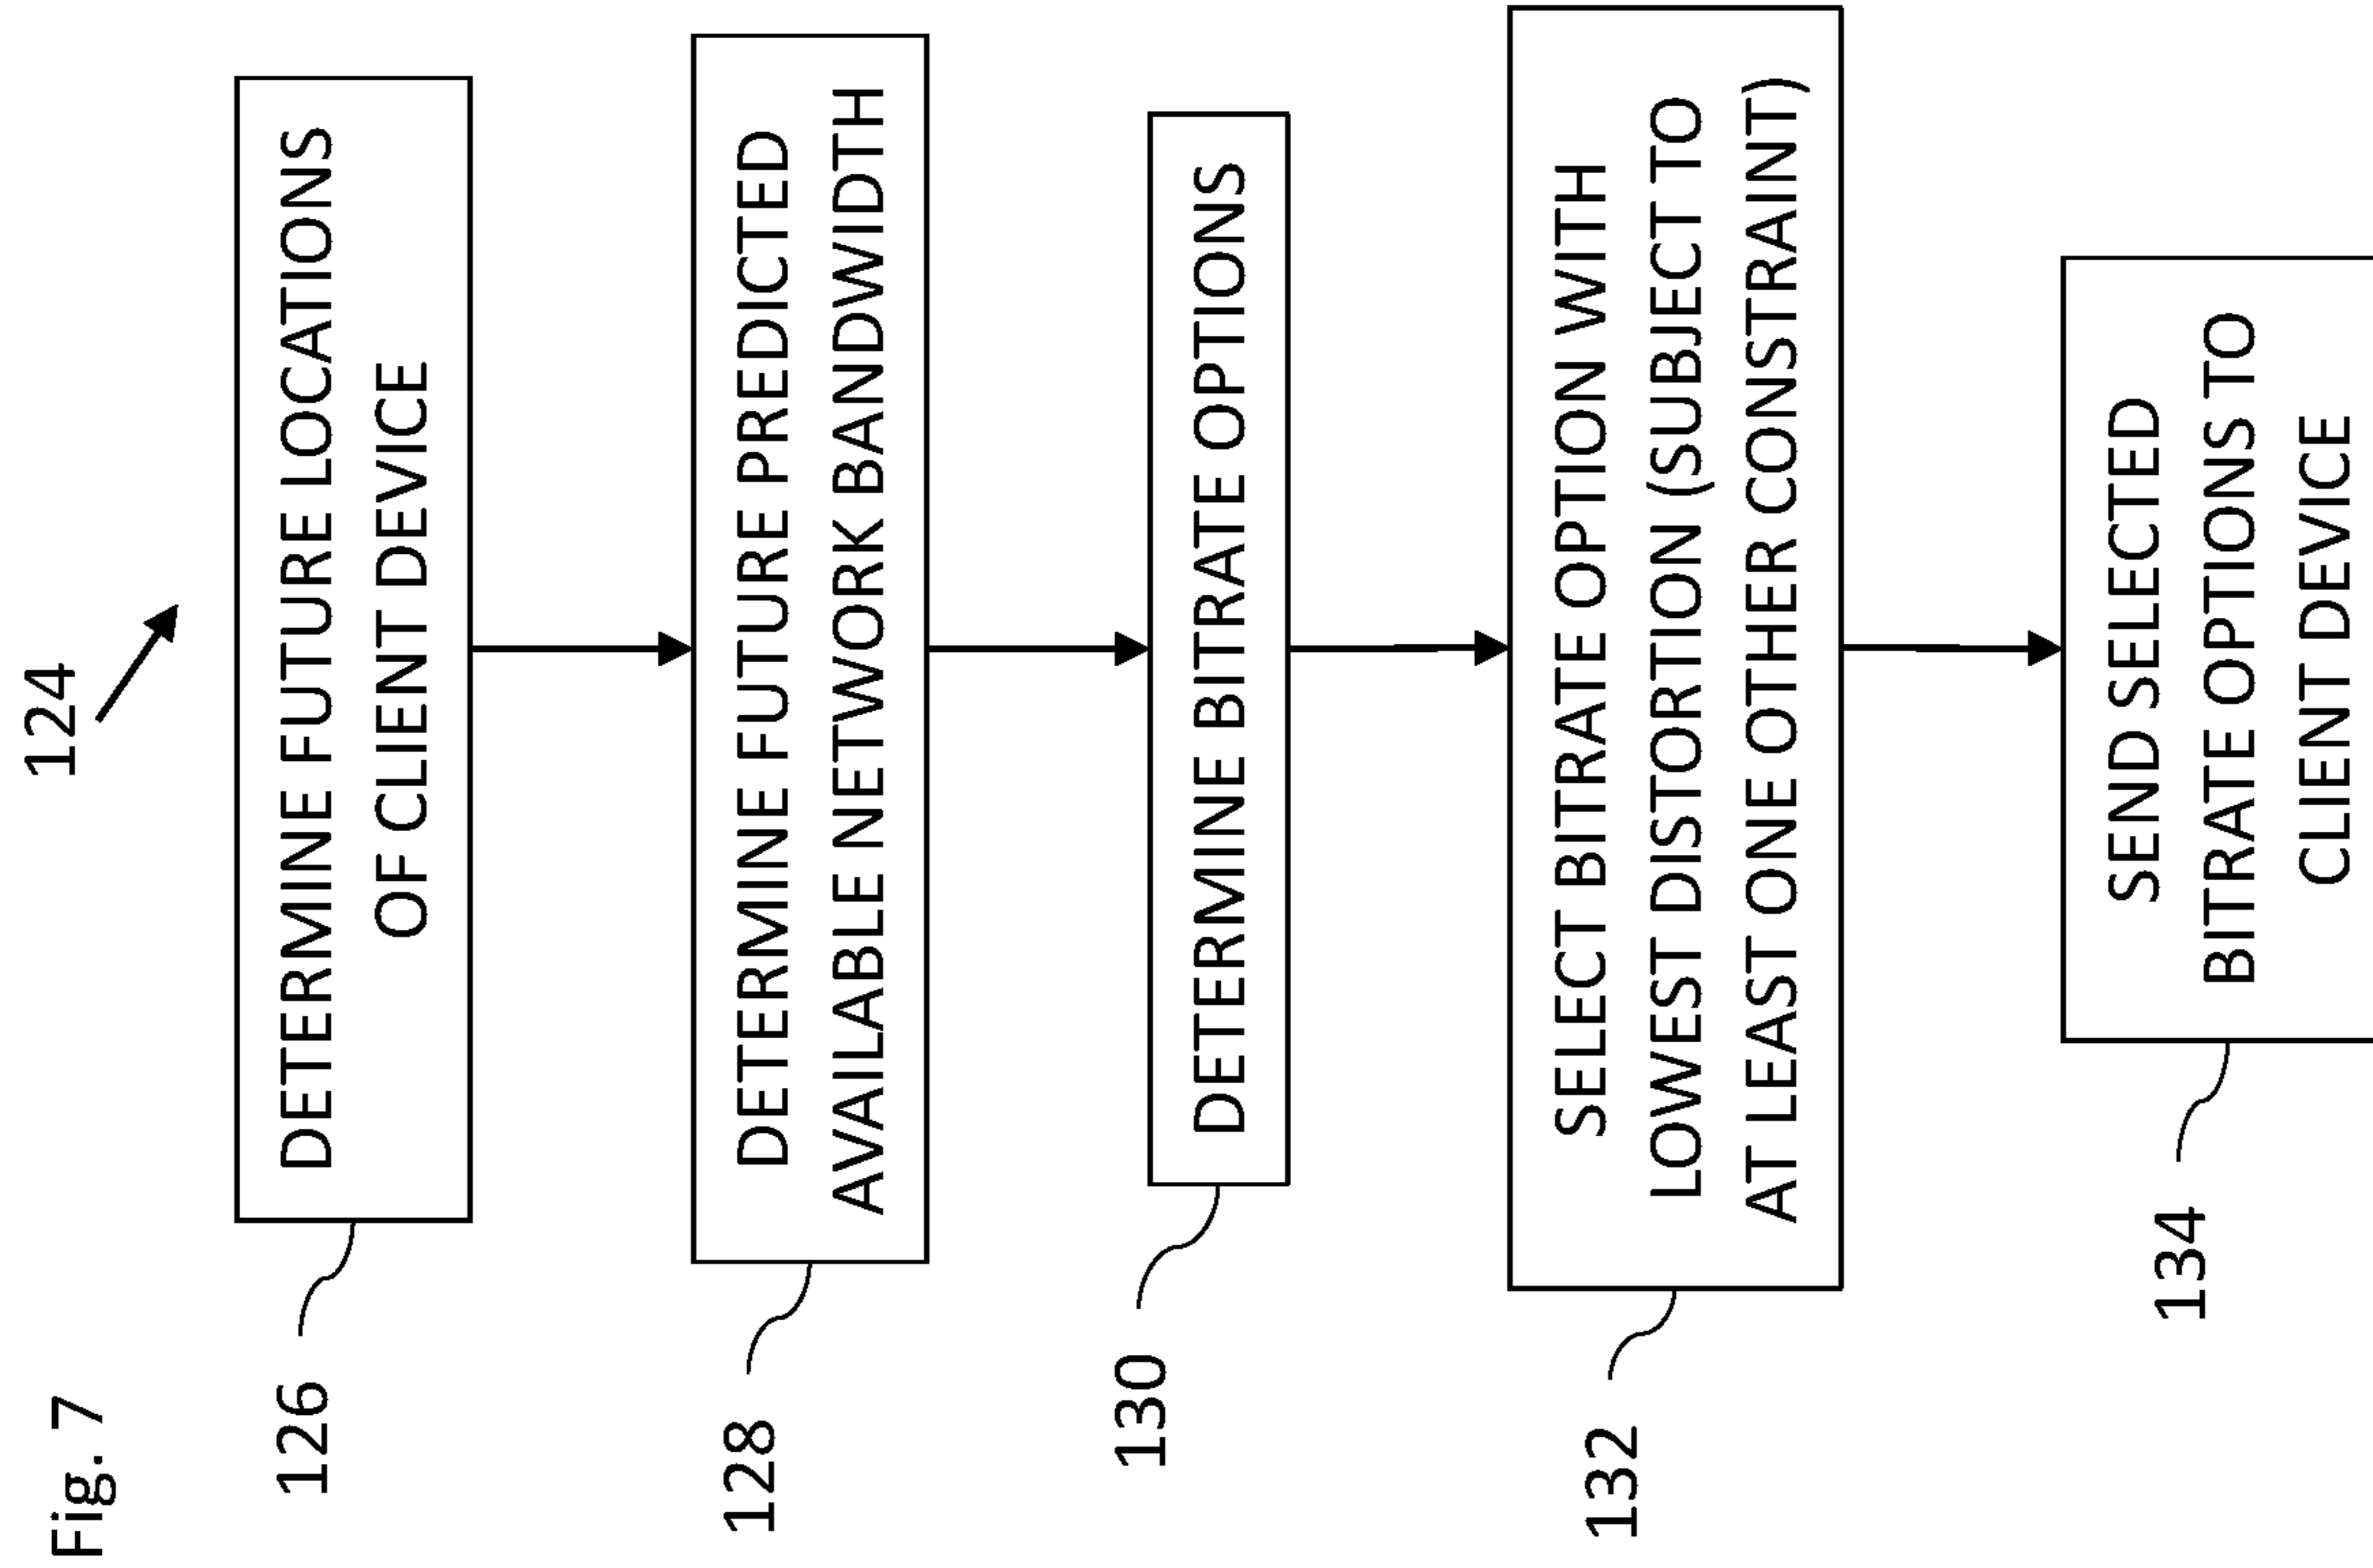 Fig. 7
124
126
DETERMINE FUTURE LOCATIONS
OF CLIENT DEVICE
128
DETERMINE FUTURE PREDICTED
AVAILABLE NETWORK BANDWIDTH
130
DETERMINE BITRATE OPTIONS
132
SELECT BITRATE OPTION WITH
LOWEST DISTORTION (SUBJECT TO
AT LEAST ONE OTHER CONSTRAINT)
134
SEND SELECTED
BITRATE OPTIONS TO
CLIENT DEVICE